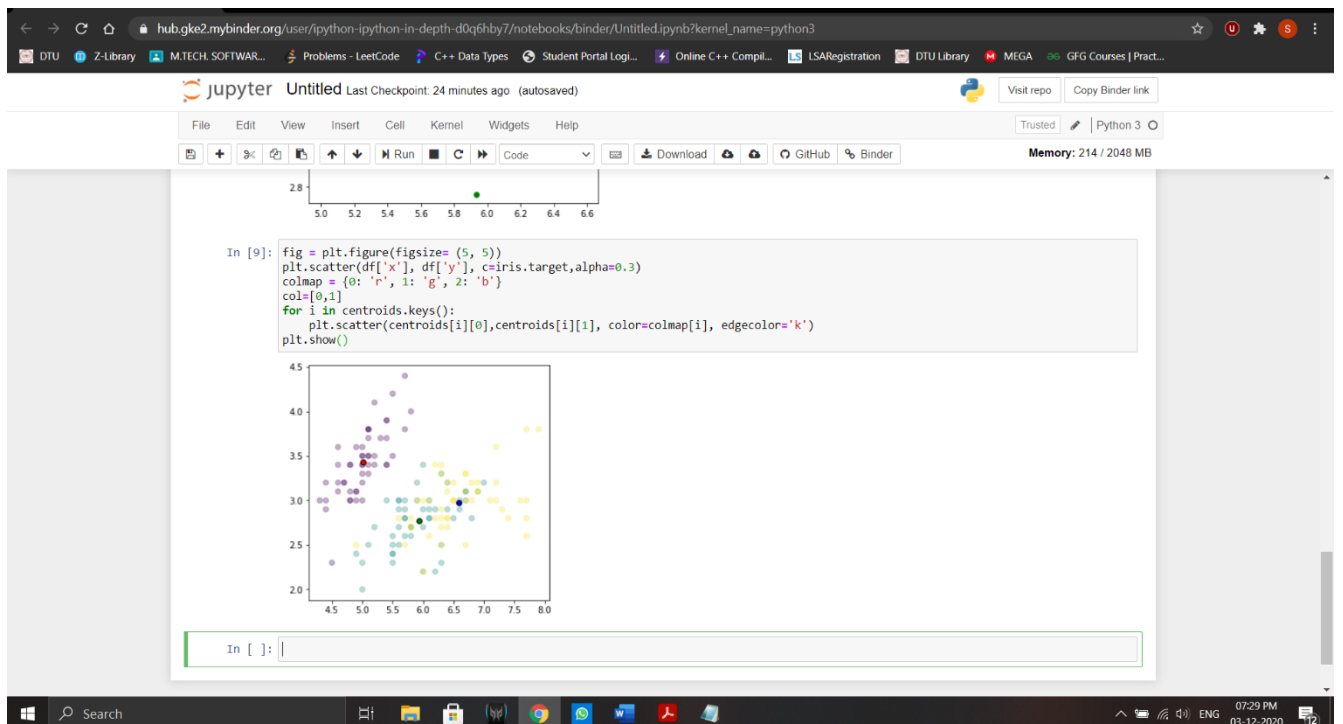 hub.gke2.mybinder.org/user/ipython-ipython-in-depth-d0q6hby7/notebooks/binder/Untitled.ipynb?kernel_name=python3
DTU Z-Library M.TECH. SOFTWAR... Problems - LeetCode C++ Data Types Student Portal Logi... Online C++ Compil... LS LSARegistration DTU Library MEGA GFG Courses | Pract...
jupyter Untitled Last Checkpoint: 24 minutes ago (autosaved) Visit repo Copy Binder link
File Edit View Insert Cell Kernel Widgets Help Trusted Python 3
Run Code Download GitHub Binder Memory: 214 / 2048 MB
2.8
5.0 5.2 5.4 5.6 5.8 6.0 6.2 6.4 6.6
In [9]: fig = plt.figure(figsize= (5, 5))
plt.scatter(df['x'], df['y'], c=iris.target,alpha=0.3)
colmap = {0: 'r', 1: 'g', 2: 'b'}
col=[0,1]
for i in centroids.keys():
    plt.scatter(centroids[i][0],centroids[i][1], color=colmap[i], edgecolor='k')
plt.show()
4.5
4.0
3.5
3.0
2.5
2.0
4.5 5.0 5.5 6.0 6.5 7.0 7.5 8.0
In [ ]:
Search ENG 07:29 PM
03-12-2020 12